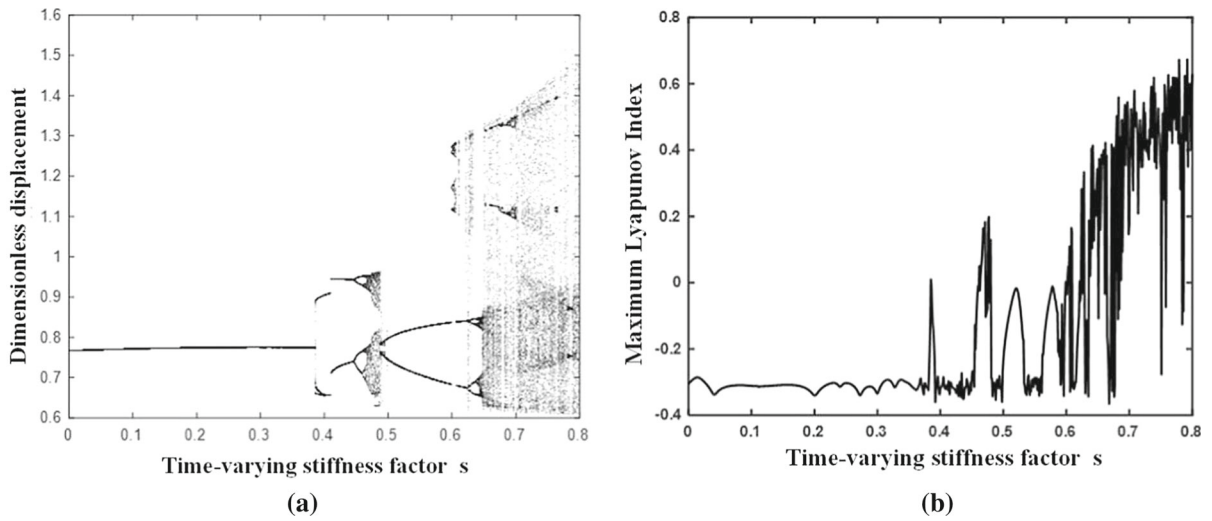 1.6
1.5
1.4
1.3
1.2
1.1
1
0.9
0.8
0.7
0.6
0 0.1 0.2 0.3 0.4 0.5 0.6 0.7 0.8
Dimensionless displacement
Time-varying stiffness factor s
(a)
0.8
0.6
0.4
0.2
0
-0.2
-0.4
0 0.1 0.2 0.3 0.4 0.5 0.6 0.7 0.8
Maximum Lyapunov Index
Time-varying stiffness factor s
(b)